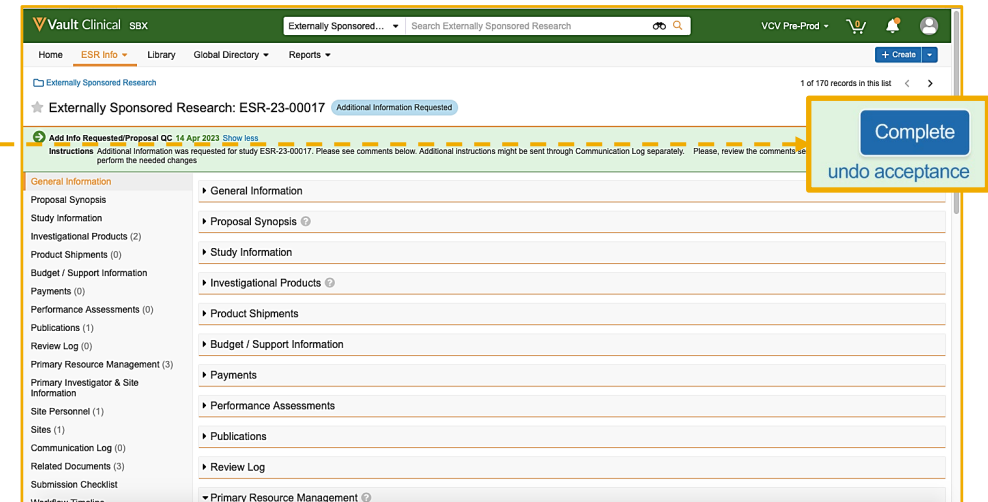 Vault Clinical SBX
Externally Sponsored...
Search Externally Sponsored Research
VCV Pre-Prod
0
Home
ESR Info
Library
Global Directory
Reports
+ Create
Externally Sponsored Research
1 of 170 records in this list
Externally Sponsored Research: ESR-23-00017
Additional Information Requested
Add Info Requested/Proposal QC 14 Apr 2023 Show less
Instructions Additional Information was requested for study ESR-23-00017. Please see comments below. Additional instructions might be sent through Communication Log separately. Please, review the comments
perform the needed changes
Complete
undo acceptance
General Information
Proposal Synopsis
Study Information
Investigational Products (2)
Product Shipments (0)
Budget / Support Information
Payments (0)
Performance Assessments (0)
Publications (1)
Review Log (0)
Primary Resource Management (3)
Primary Investigator & Site
Information
Site Personnel (1)
Sites (1)
Communication Log (0)
Related Documents (3)
Submission Checklist
Workflow Timeline
General Information
Proposal Synopsis
Study Information
Investigational Products
Product Shipments
Budget / Support Information
Payments
Performance Assessments
Publications
Review Log
Primary Resource Management